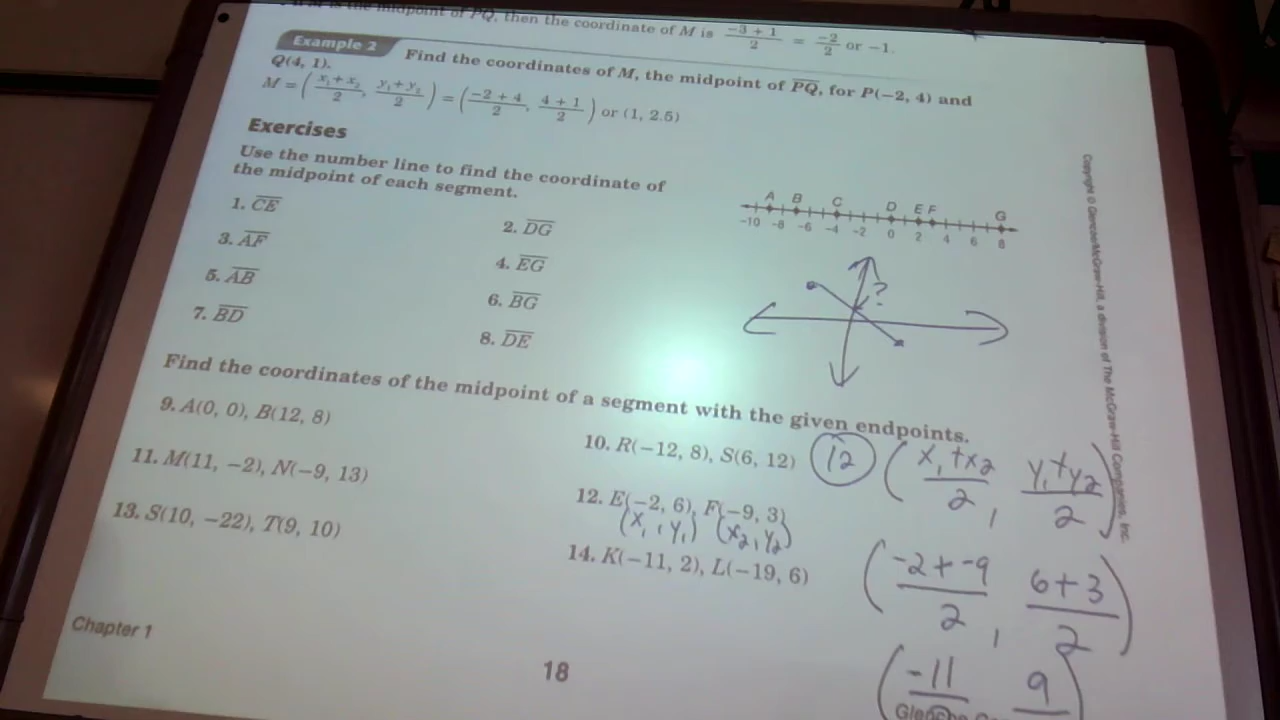 is the midpoint of PQ, then the coordinate of M is (-3 + 1)/2 = -2/2 or -1.
Example 2 Find the coordinates of M, the midpoint of PQ, for P(-2, 4) and
Q(4, 1).
M = ( (x₁ + x₂)/2, (y₁ + y₂)/2 ) = ( (-2 + 4)/2, (4 + 1)/2 ) or (1, 2.5)
Exercises
Use the number line to find the coordinate of
the midpoint of each segment.
A B C D E F G
-10 -8 -6 -4 -2 0 2 4 6 8
1. CE
2. DG
3. AF
4. EG
5. AB
6. BG
7. BD
8. DE
?
Find the coordinates of the midpoint of a segment with the given endpoints.
9. A(0, 0), B(12, 8)
10. R(-12, 8), S(6, 12)
11. M(11, -2), N(-9, 13)
12. E(-2, 6), F(-9, 3)
(x₁, y₁) (x₂, y₂)
13. S(10, -22), T(9, 10)
14. K(-11, 2), L(-19, 6)
12 ( (x₁ + x₂)/2, (y₁ + y₂)/2 )
( (-2 + -9)/2, (6 + 3)/2 )
( -11 9 )
Chapter 1
18
Copyright © Glencoe/McGraw-Hill, a division of The McGraw-Hill Companies, Inc.